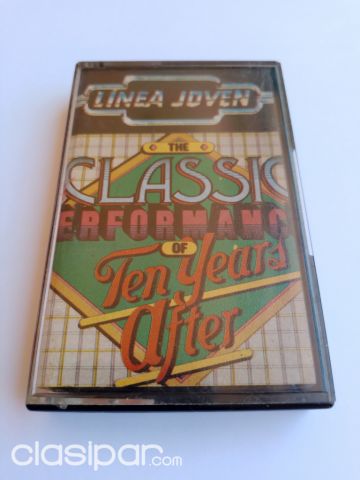 LINEA JOVEN
THE
CLASSIC
ERFORMANC
OF
Ten Years
After
clasipar.com